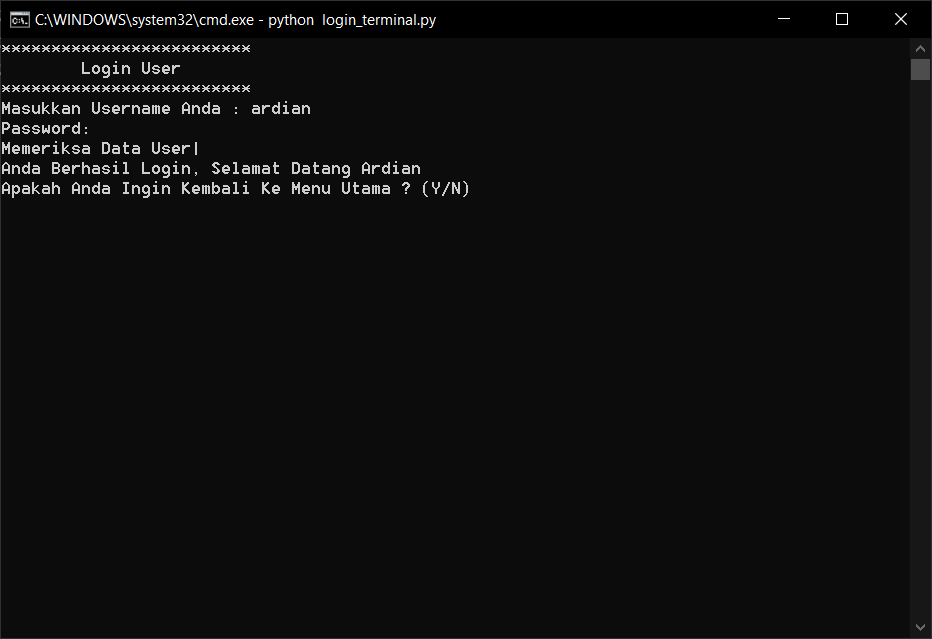 C:\WINDOWS\system32\cmd.exe - python  login_terminal.py
*************************
        Login User
*************************
Masukkan Username Anda : ardian
Password:
Memeriksa Data User|
Anda Berhasil Login, Selamat Datang Ardian
Apakah Anda Ingin Kembali Ke Menu Utama ? (Y/N)